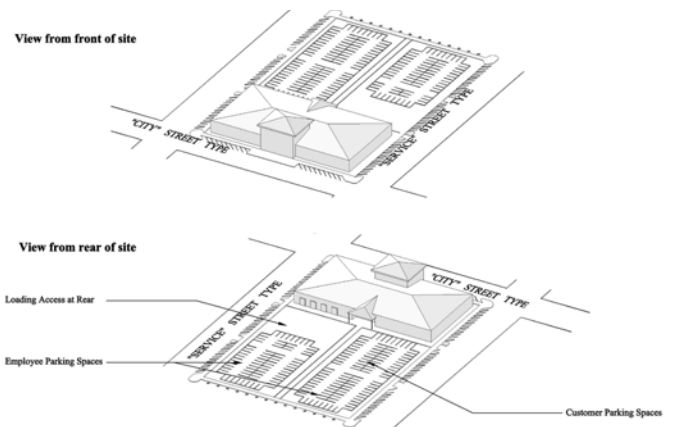 View from front of site
"CITY" STREET TYPE
"SERVICE" STREET TYPE
View from rear of site
"CITY" STREET TYPE
Loading Access at Rear
"SERVICE" STREET TYPE
Employee Parking Spaces
Customer Parking Spaces